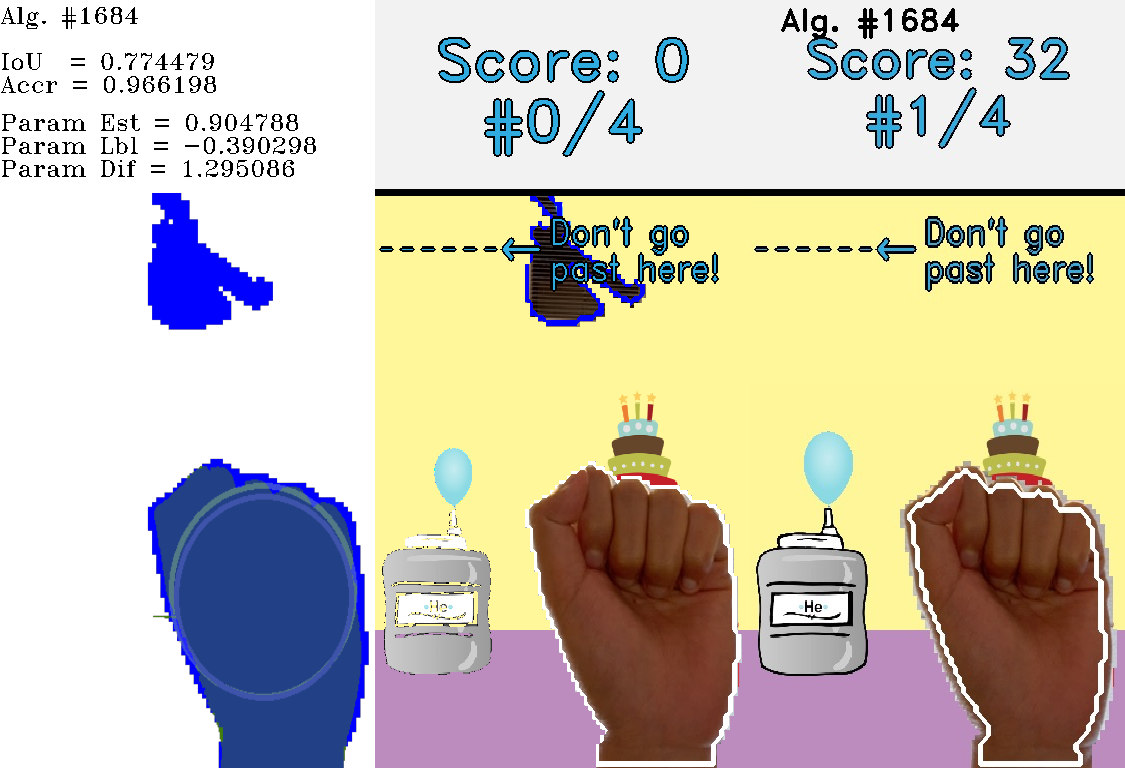 Alg. #1684
IoU = 0.774479
Accr = 0.966198
Param Est = 0.904788
Param Lbl = −0.390298
Param Dif = 1.295086
Score: 0
#0/4
Don't go
past here!
He
Alg. #1684
Score: 32
#1/4
Don't go
past here!
He